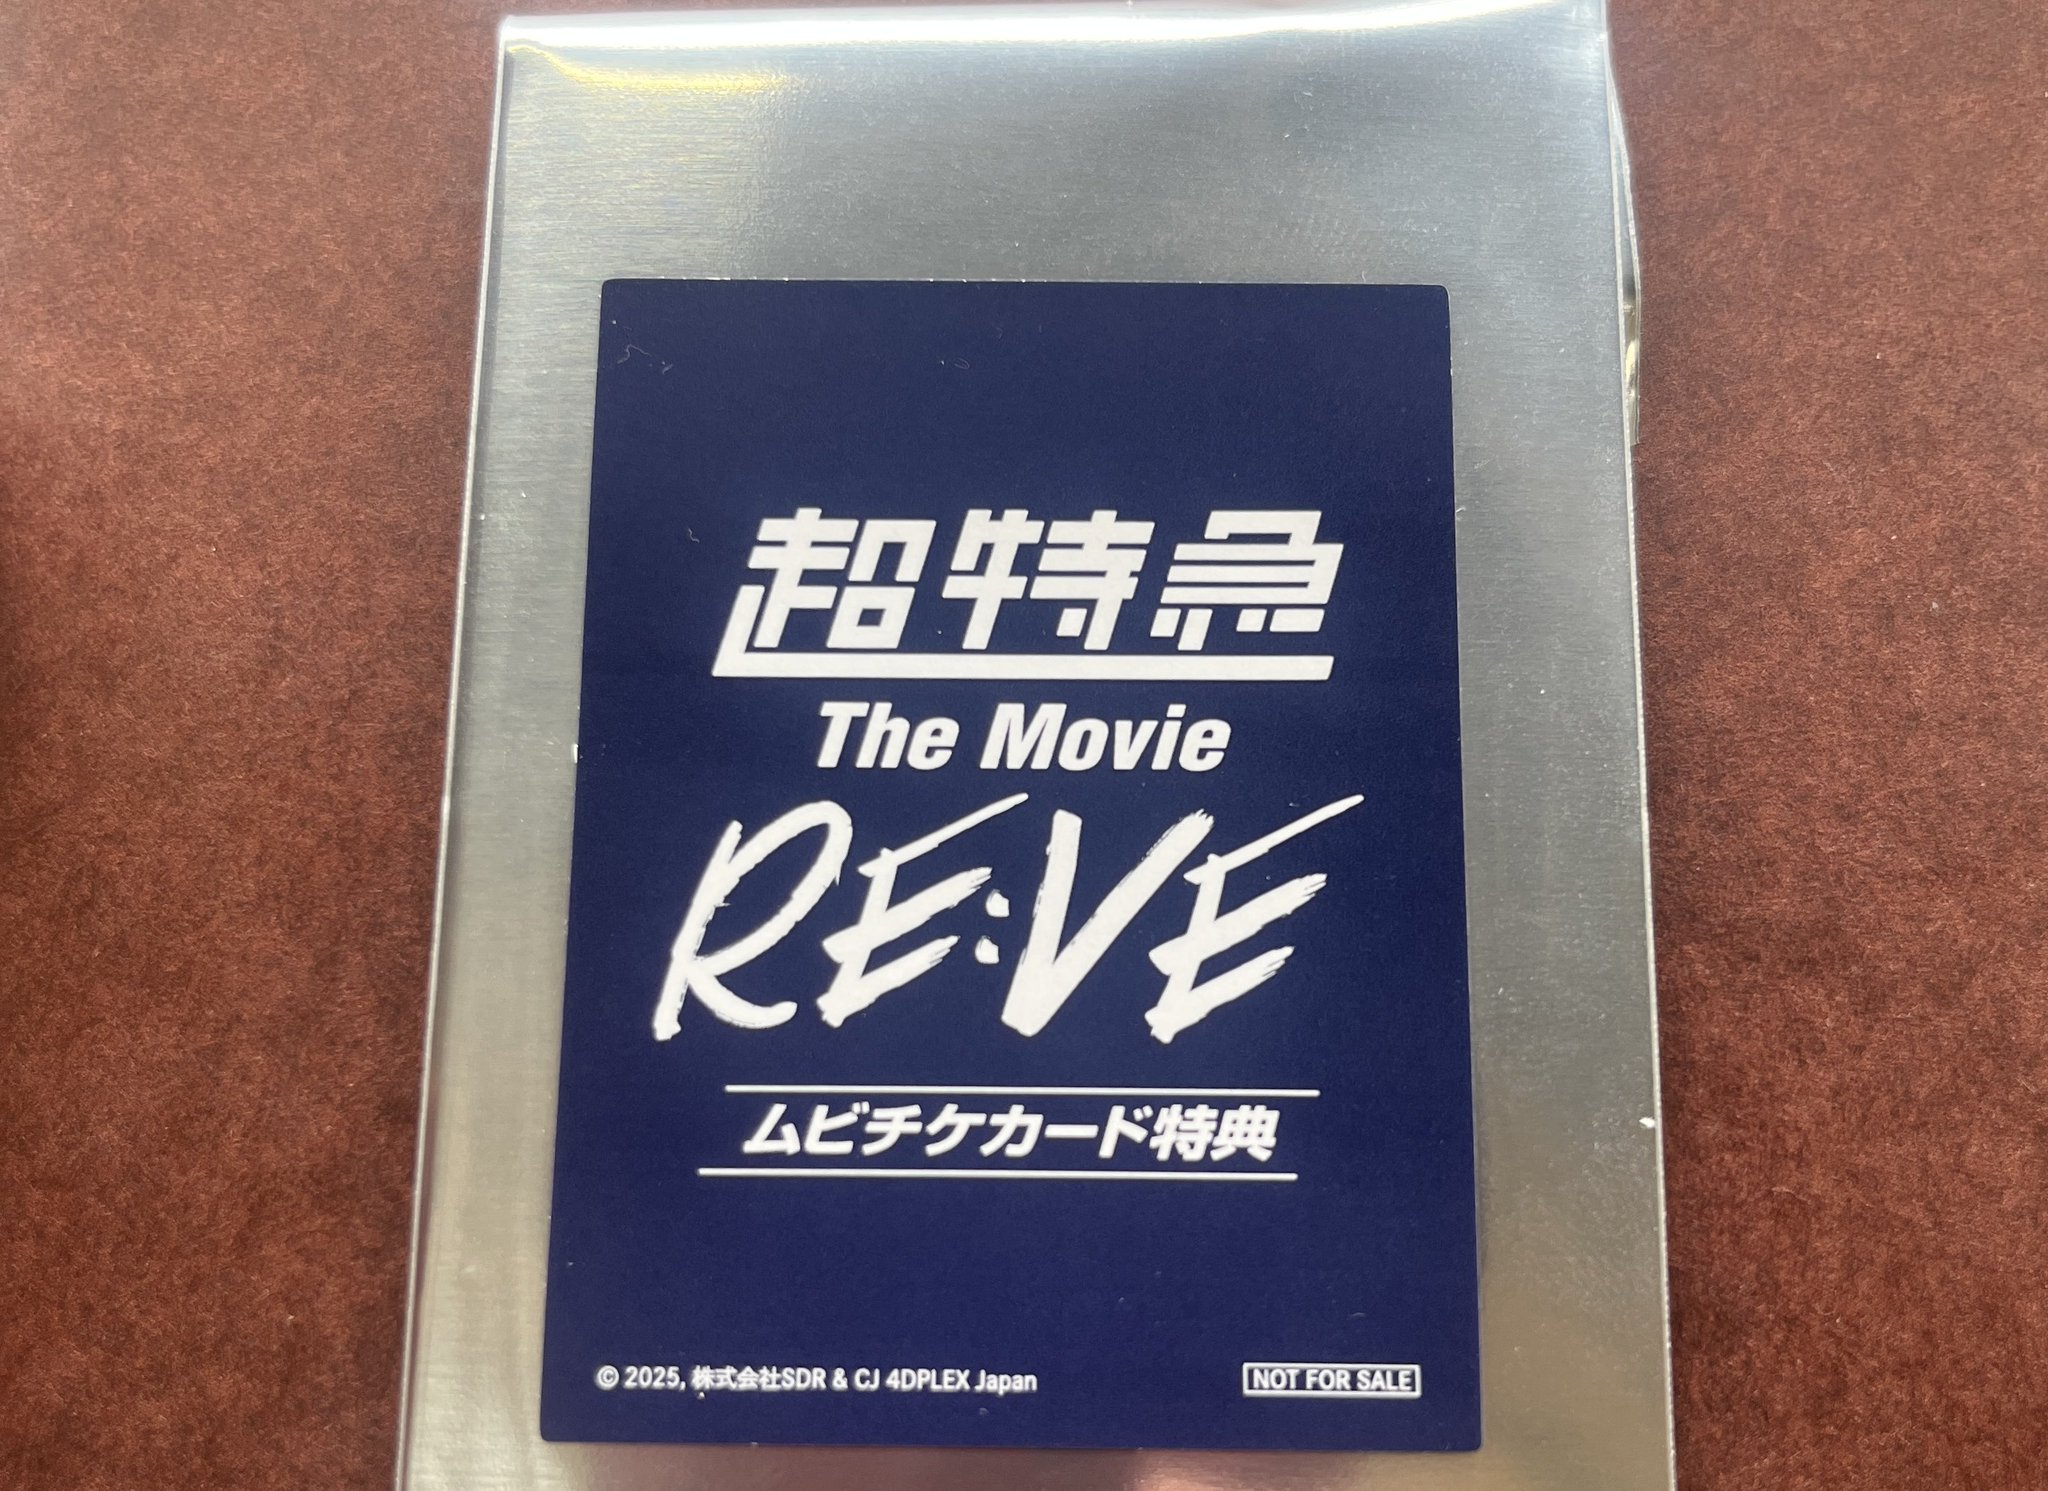 超特急
The Movie
RE:VE
ムビチケカード特典
© 2025, 株式会社SDR & CJ 4DPLEX Japan
NOT FOR SALE